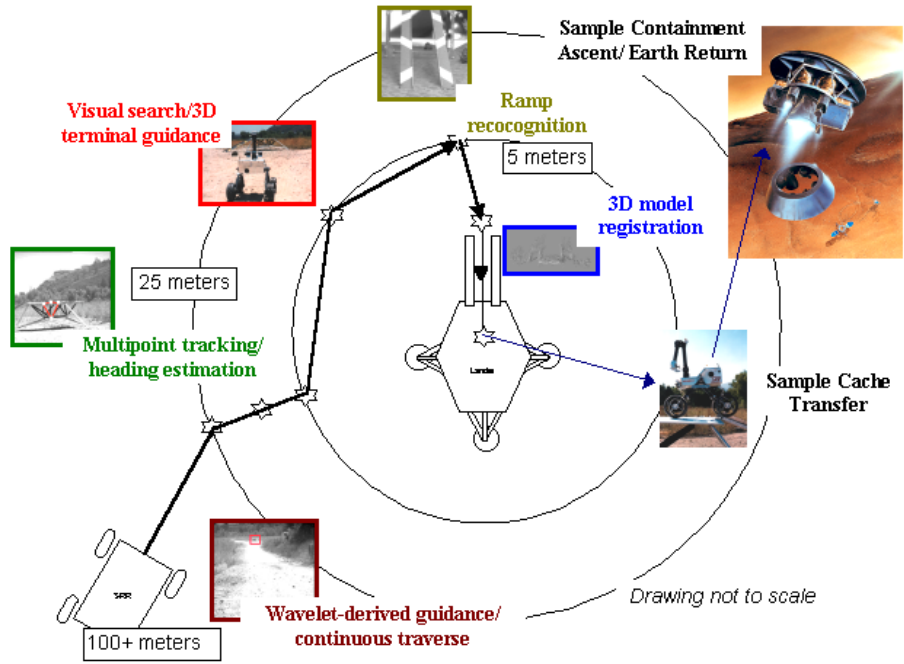 Sample Containment
Ascent/ Earth Return
Visual search/3D
terminal guidance
Ramp
recocognition
5 meters
3D model
registration
25 meters
Multipoint tracking/
heading estimation
Lander
Sample Cache
Transfer
SRR
Wavelet-derived guidance/
continuous traverse
Drawing not to scale
100+ meters